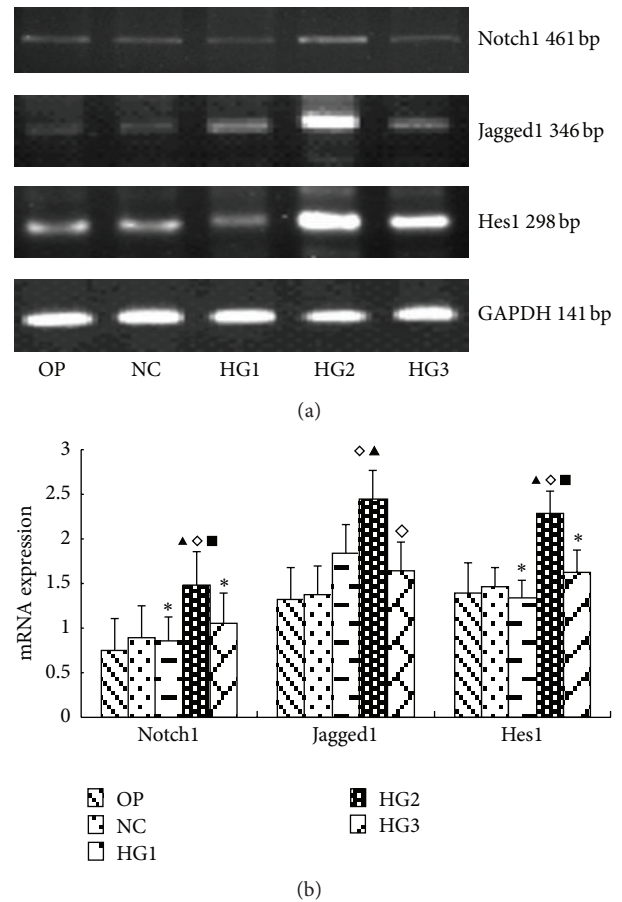 Notch1 461 bp
Jagged1 346 bp
Hes1 298 bp
GAPDH 141 bp
OP NC HG1 HG2 HG3
(a)
mRNA expression
3
2.5
2
1.5
1
0.5
0
▲ ◇ ■
*
*
◇ ▲
◇
▲ ◇ ■
*
*
Notch1 Jagged1 Hes1
OP
NC
HG1
HG2
HG3
(b)